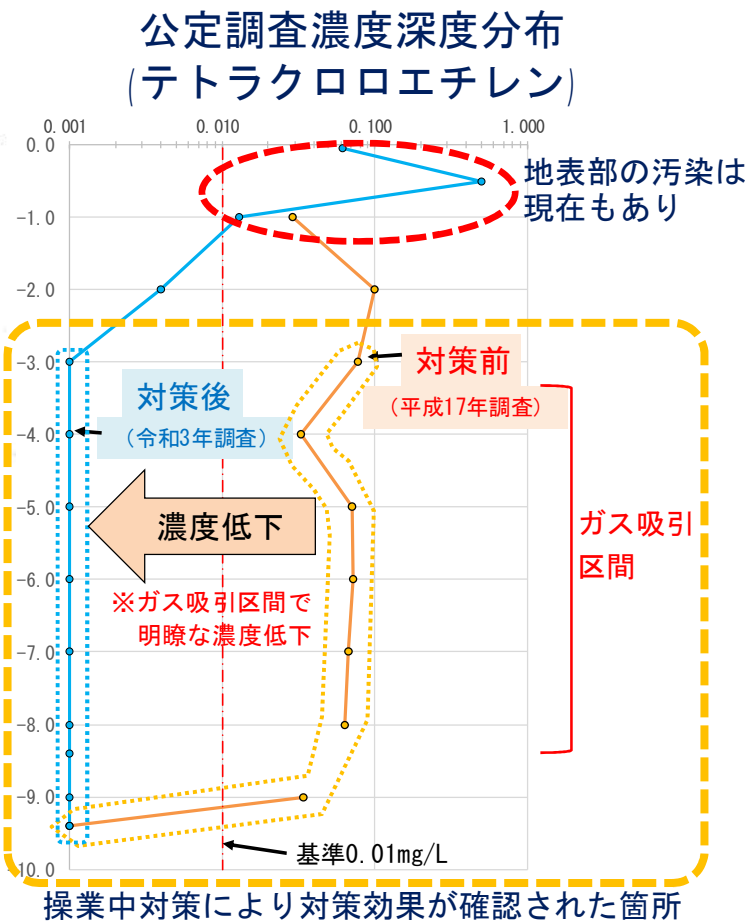 公定調査濃度深度分布
(テトラクロロエチレン)
0.001 0.010 0.100 1.000
0.0
地表部の汚染は
現在もあり
-1.0
-2.0
-3.0
対策前
(平成17年調査)
対策後
(令和3年調査)
-4.0
-5.0
濃度低下
ガス吸引
区間
-6.0
※ガス吸引区間で
明瞭な濃度低下
-7.0
-8.0
-9.0
基準0.01mg/L
-10.0
操業中対策により対策効果が確認された箇所